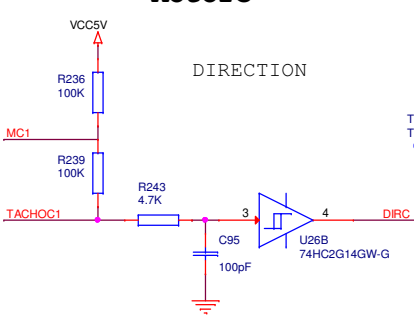 VCC5V
R236
100K
DIRECTION
MC1
R239
100K
R243
4.7K
TACHOC1
3
4
DIRC
C95
100pF
U26B
74HC2G14GW-G
T
T